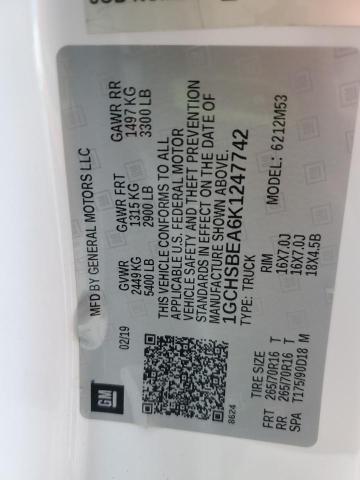 MFD BY GENERAL MOTORS LLC
02/19
GM
GVWR
2449 KG
5400 LB
GAWR FRT
1315 KG
2900 LB
GAWR RR
1497 KG
3300 LB
THIS VEHICLE CONFORMS TO ALL
APPLICABLE U.S. FEDERAL MOTOR
VEHICLE SAFETY AND THEFT PREVENTION
STANDARDS IN EFFECT ON THE DATE OF
MANUFACTURE SHOWN ABOVE.
1GCHSBEA6K1247742
TYPE: TRUCK
MODEL: 6212M53
8624
TIRE SIZE RIM
FRT 265/70R16 T 16X7.0J
RR 265/70R16 T 16X7.0J
SPA T175/90D18 M 18X4.5B